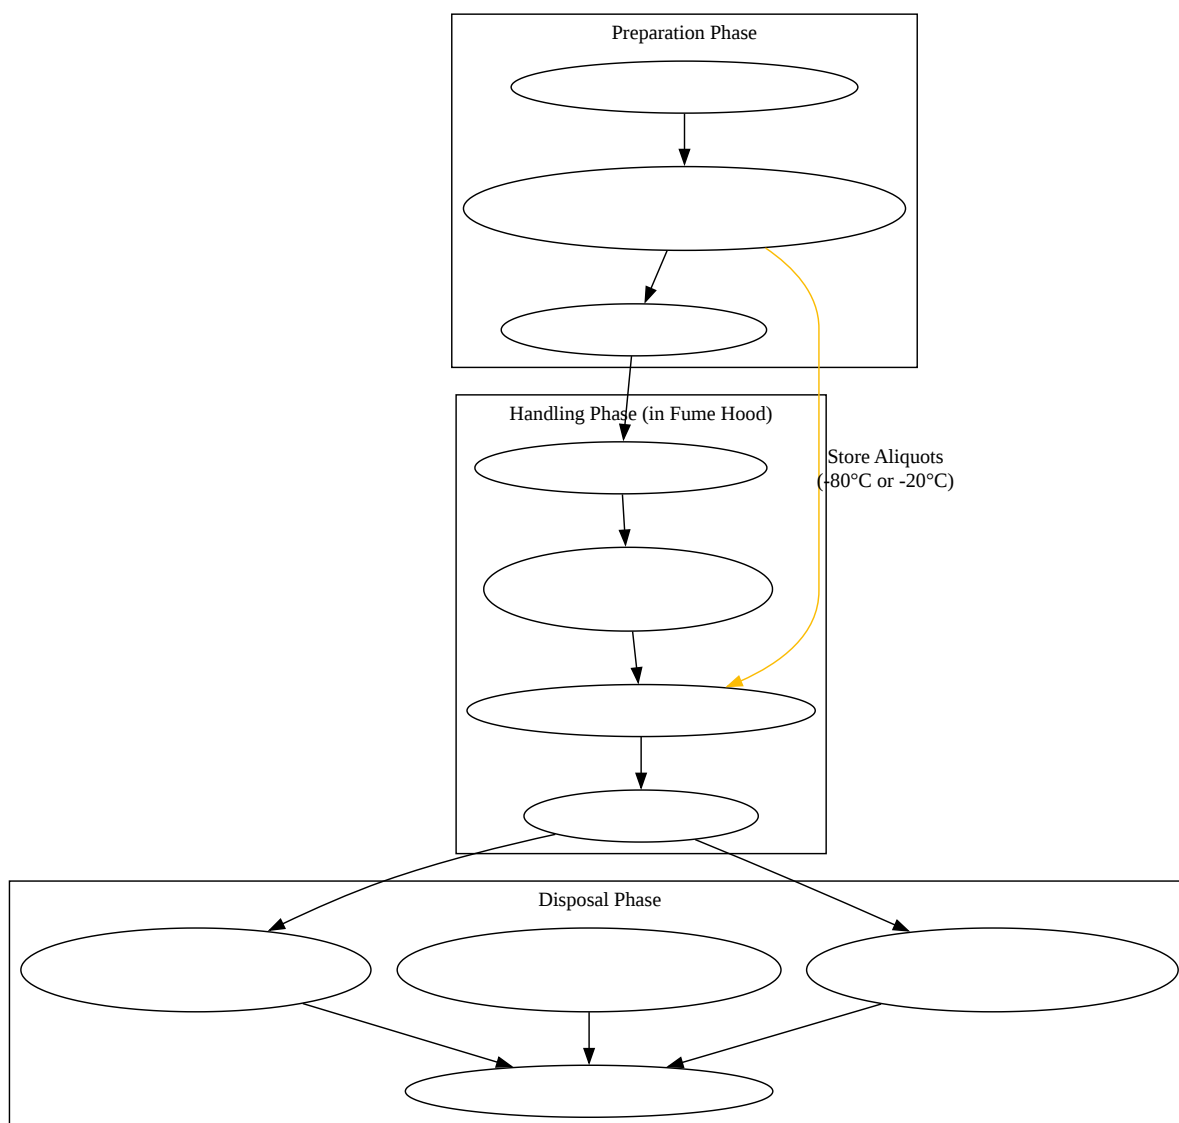 Preparation Phase
Handling Phase (in Fume Hood)
Store Aliquots
(-80°C or -20°C)
Disposal Phase